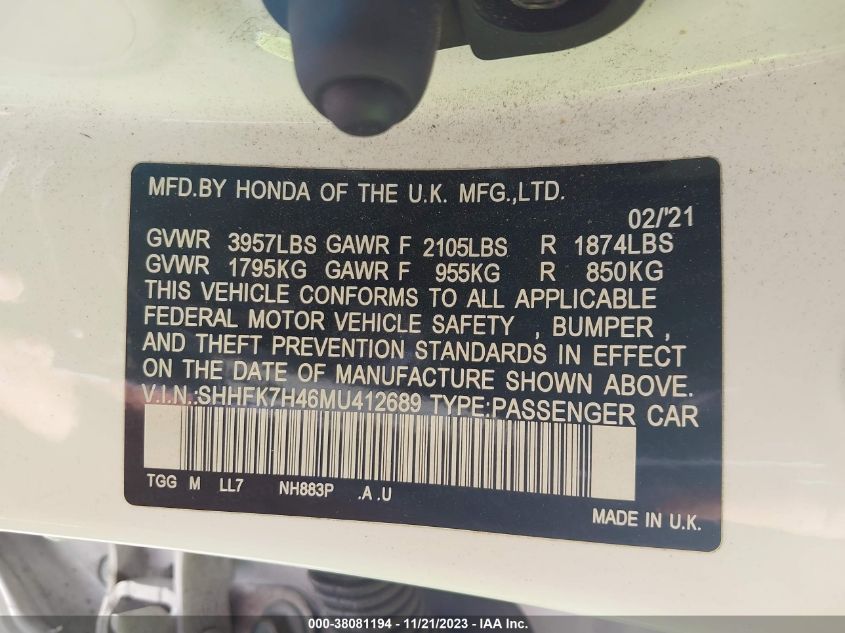 MFD.BY HONDA OF THE U.K. MFG.,LTD.
02/'21
GVWR 3957LBS GAWR F 2105LBS R 1874LBS
GVWR 1795KG GAWR F 955KG R 850KG
THIS VEHICLE CONFORMS TO ALL APPLICABLE
FEDERAL MOTOR VEHICLE SAFETY , BUMPER ,
AND THEFT PREVENTION STANDARDS IN EFFECT
ON THE DATE OF MANUFACTURE SHOWN ABOVE.
V.I.N.:SHHFK7H46MU412689 TYPE:PASSENGER CAR
TGG M LL7 NH883P .A .U
MADE IN U.K.
000-38081194 - 11/21/2023 - IAA Inc.